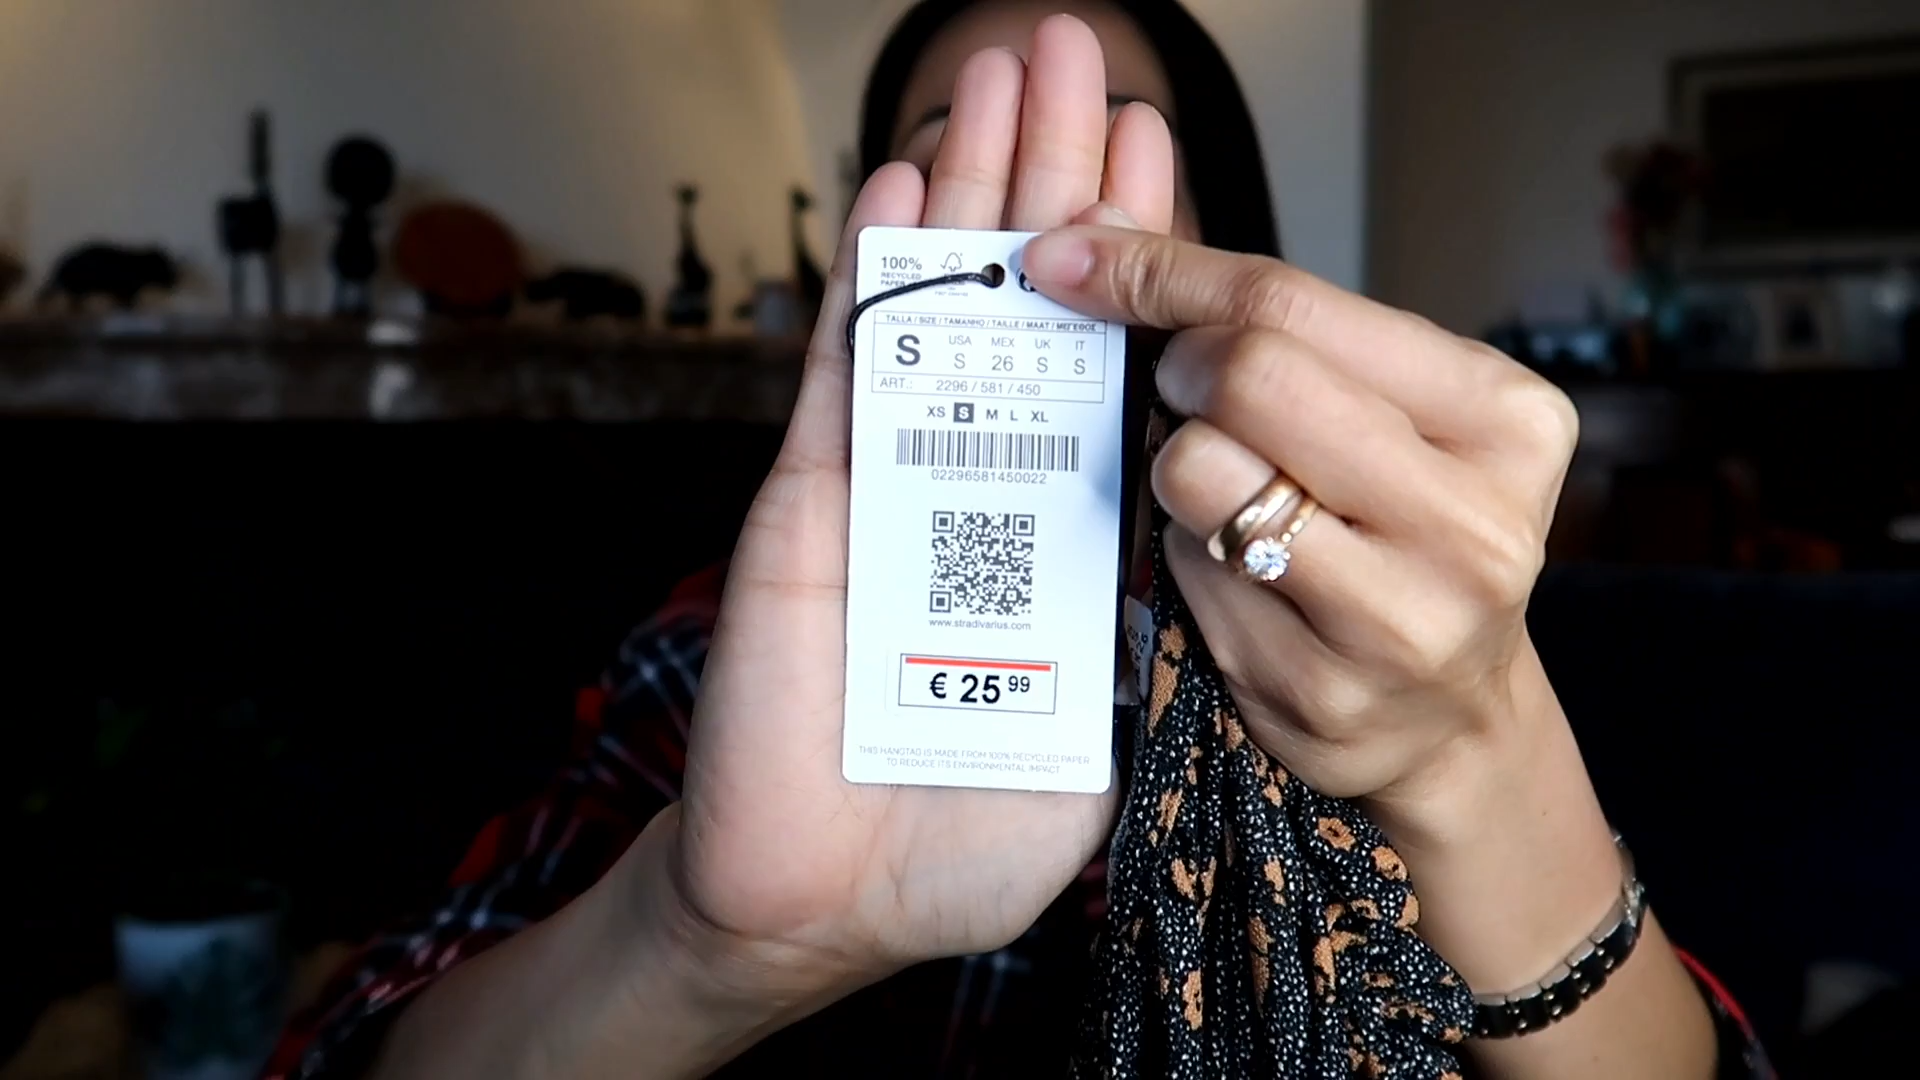 100%
RECYCLED
PAPER
TALLA / SIZE / TAMANHO / TAILLE / MAAT / ΜΕΓΕΘΟΣ
S USA MEX UK IT
S 26 S S
ART.: 2296 / 581 / 450
XS S M L XL
02296581450022
www.stradivarius.com
€ 25 99
THIS HANGTAG IS MADE FROM 100% RECYCLED PAPER
TO REDUCE ITS ENVIRONMENTAL IMPACT